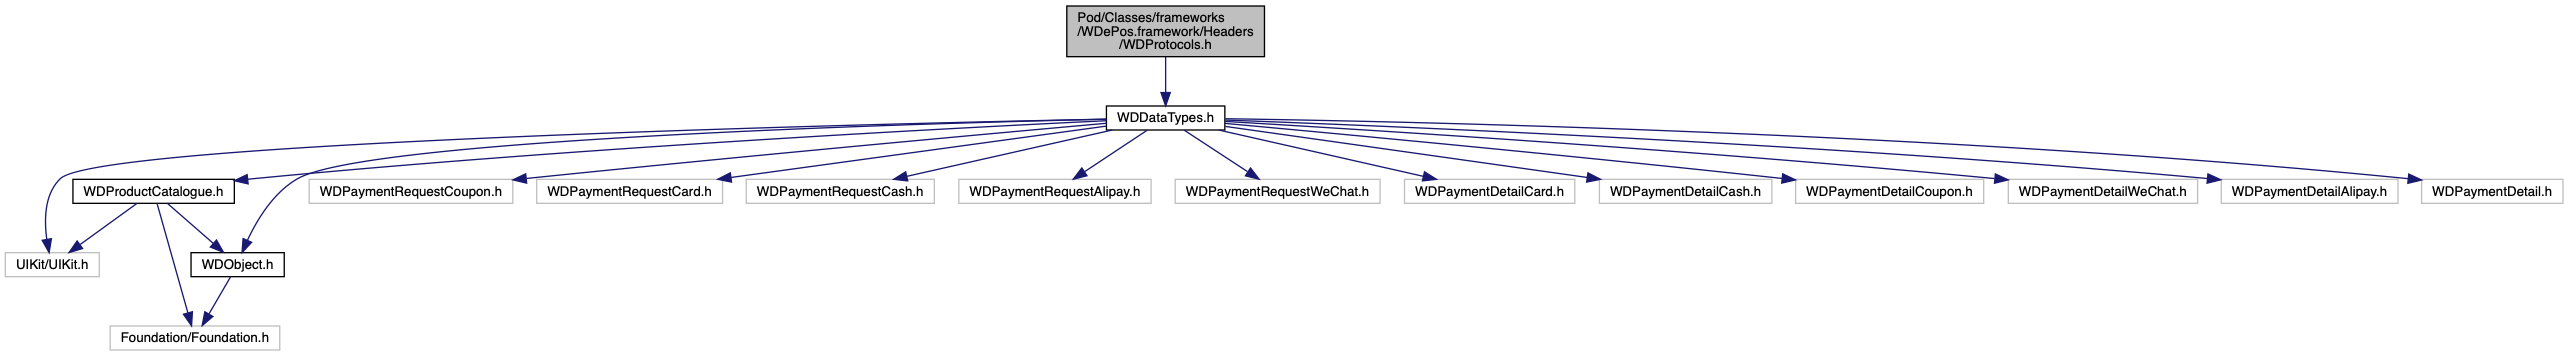 Pod/Classes/frameworks
/WDePos.framework/Headers
/WDProtocols.h
WDDataTypes.h
WDProductCatalogue.h
WDPaymentRequestCoupon.h
WDPaymentRequestCard.h
WDPaymentRequestCash.h
WDPaymentRequestAlipay.h
WDPaymentRequestWeChat.h
WDPaymentDetailCard.h
WDPaymentDetailCash.h
WDPaymentDetailCoupon.h
WDPaymentDetailWeChat.h
WDPaymentDetailAlipay.h
WDPaymentDetail.h
UIKit/UIKit.h
WDObject.h
Foundation/Foundation.h